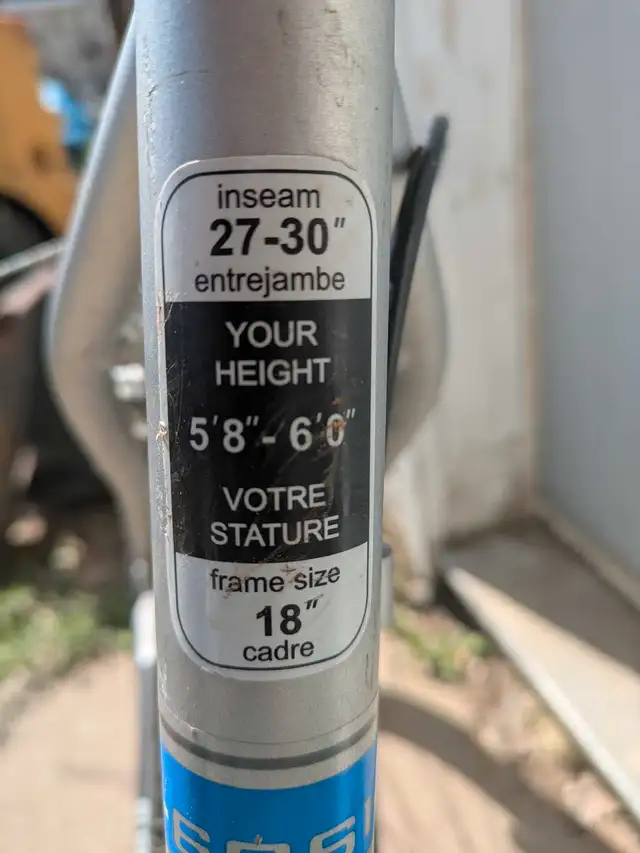 inseam
27-30"
entrejambe
YOUR
HEIGHT
5'8"- 6'0"
VOTRE
STATURE
frame size
18"
cadre